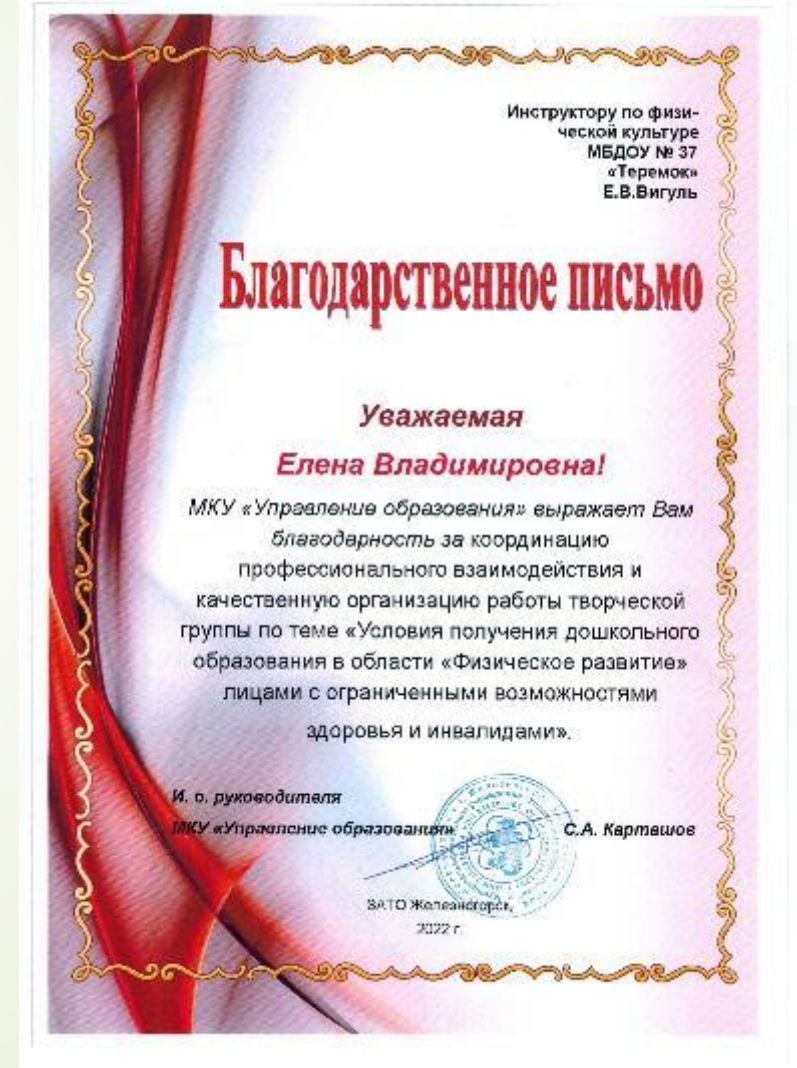 Инструктору по физи-
ческой культуре
МБДОУ № 37
«Теремок»
Е.В.Вигуль
Благодарственное письмо
Уважаемая
Елена Владимировна!
МКУ «Управление образования» выражает Вам
благодарность за координацию
профессионального взаимодействия и
качественную организацию работы творческой
группы по теме «Условия получения дошкольного
образования в области «Физическое развитие»
лицами с ограниченными возможностями
здоровья и инвалидами».
И. о. руководителя
МКУ «Управление образования» С.А. Карташов
ЗАТО Железногорск,
2022 г.